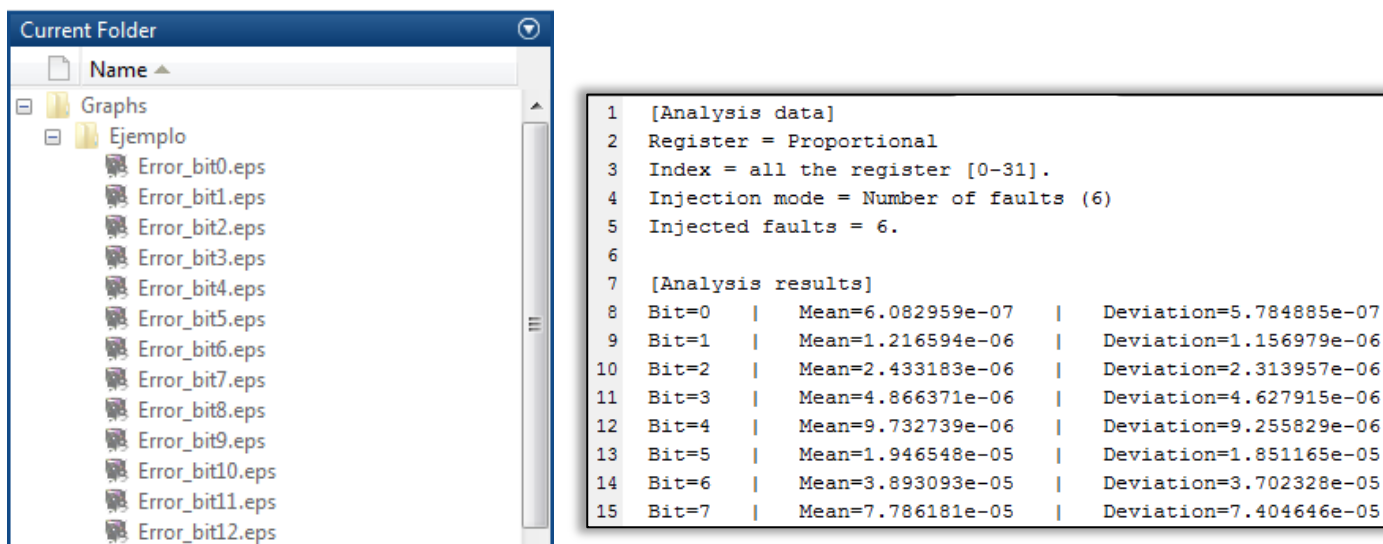 Current Folder
Name
Graphs
Ejemplo
Error_bit0.eps
Error_bit1.eps
Error_bit2.eps
Error_bit3.eps
Error_bit4.eps
Error_bit5.eps
Error_bit6.eps
Error_bit7.eps
Error_bit8.eps
Error_bit9.eps
Error_bit10.eps
Error_bit11.eps
Error_bit12.eps
1 [Analysis data]
2 Register = Proportional
3 Index = all the register [0-31].
4 Injection mode = Number of faults (6)
5 Injected faults = 6.
6
7 [Analysis results]
8 Bit=0 | Mean=6.082959e-07 | Deviation=5.784885e-07
9 Bit=1 | Mean=1.216594e-06 | Deviation=1.156979e-06
10 Bit=2 | Mean=2.433183e-06 | Deviation=2.313957e-06
11 Bit=3 | Mean=4.866371e-06 | Deviation=4.627915e-06
12 Bit=4 | Mean=9.732739e-06 | Deviation=9.255829e-06
13 Bit=5 | Mean=1.946548e-05 | Deviation=1.851165e-05
14 Bit=6 | Mean=3.893093e-05 | Deviation=3.702328e-05
15 Bit=7 | Mean=7.786181e-05 | Deviation=7.404646e-05